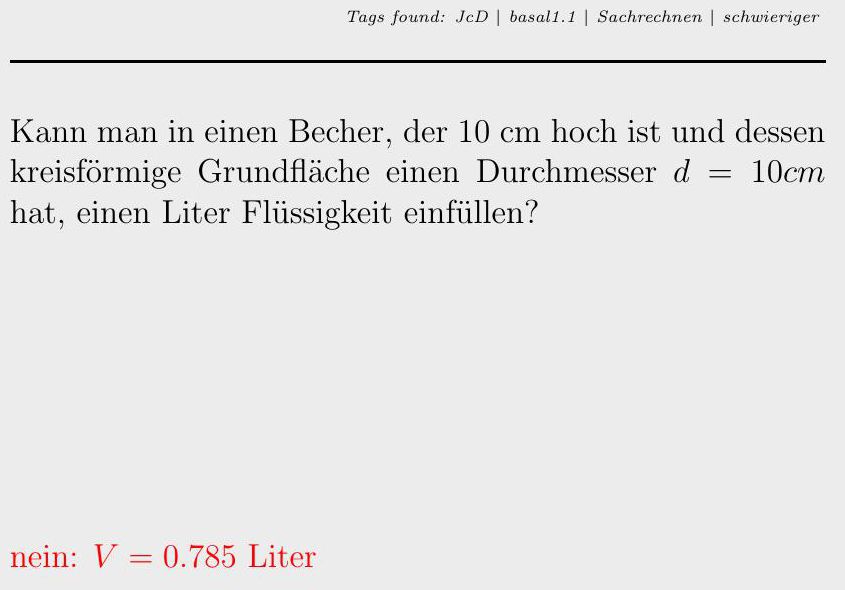 Tags found: JcD | basal1.1 | Sachrechnen | schwieriger
Kann man in einen Becher, der 10 cm hoch ist und dessen
kreisförmige Grundfläche einen Durchmesser d = 10cm
hat, einen Liter Flüssigkeit einfüllen?
nein: V = 0.785 Liter